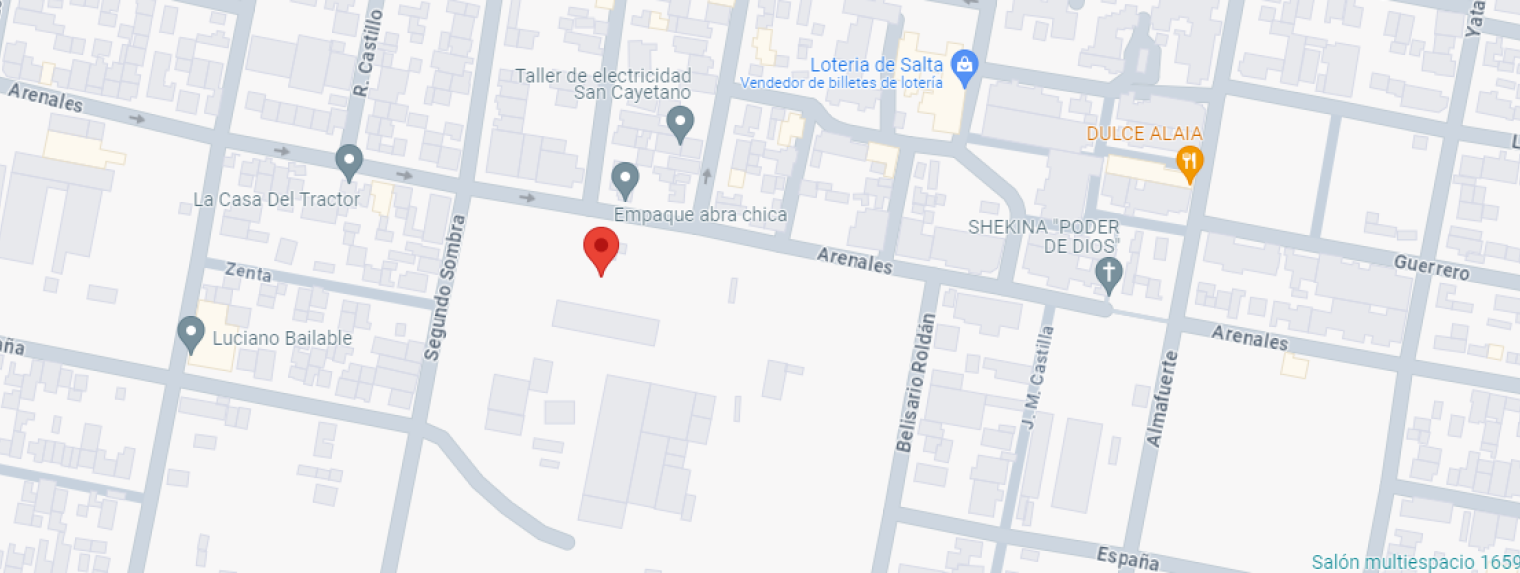 R. Castillo
Yata
Arenales
Taller de electricidad
San Cayetano
Loteria de Salta
Vendedor de billetes de lotería
DULCE ALAIA
La Casa Del Tractor
Empaque abra chica
SHEKINA "PODER
DE DIOS"
Arenales
Guerrero
Zenta
Segundo Sombra
Luciano Bailable
Arenales
aña
Belisario Roldán
J. M. Castilla
Almafuerte
España
Salón multiespacio 1659